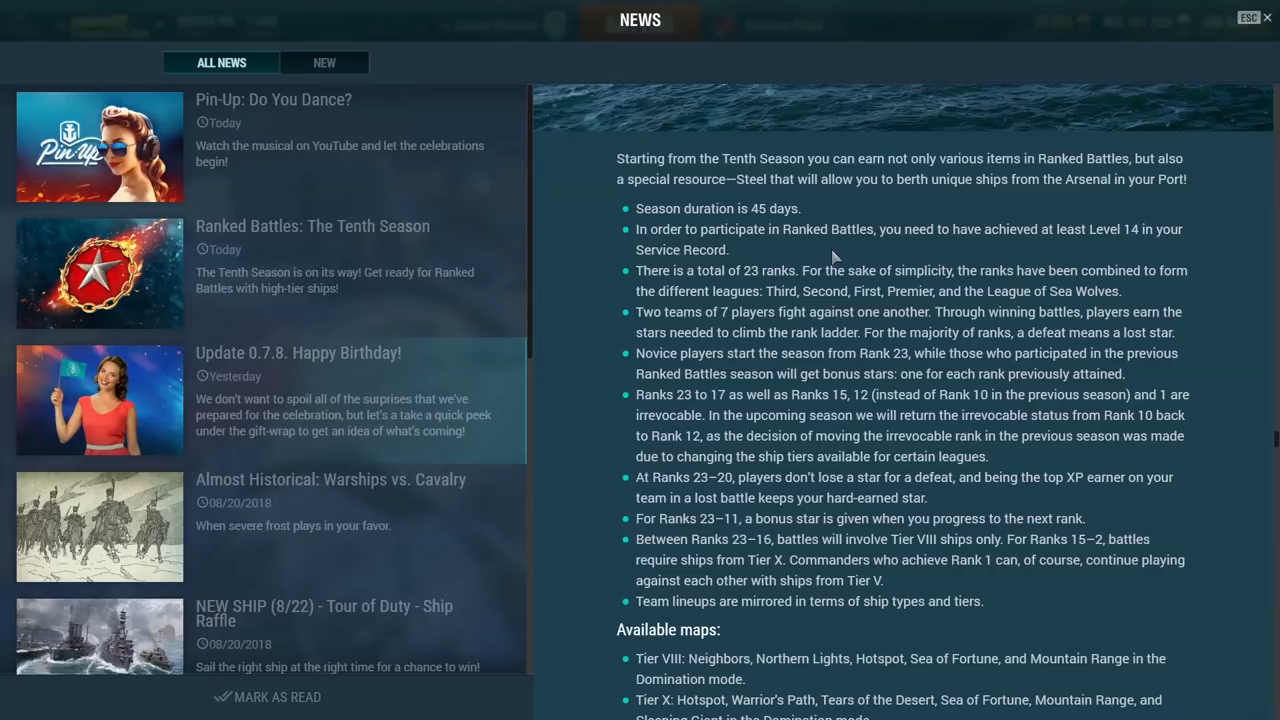 NEWS
ESC
ALL NEWS
NEW
Pin-Up: Do You Dance?
Today
Watch the musical on YouTube and let the celebrations
begin!
Pin-Up
Ranked Battles: The Tenth Season
Today
The Tenth Season is on its way! Get ready for Ranked
Battles with high-tier ships!
Update 0.7.8. Happy Birthday!
Yesterday
We don't want to spoil all of the surprises that we've
prepared for the celebration, but let's a take a quick peek
under the gift-wrap to get an idea of what's coming!
Almost Historical: Warships vs. Cavalry
08/20/2018
When severe frost plays in your favor.
NEW SHIP (8/22) - Tour of Duty - Ship
Raffle
08/20/2018
Sail the right ship at the right time for a chance to win!
MARK AS READ
Starting from the Tenth Season you can earn not only various items in Ranked Battles, but also
a special resource—Steel that will allow you to berth unique ships from the Arsenal in your Port!
Season duration is 45 days.
In order to participate in Ranked Battles, you need to have achieved at least Level 14 in your
Service Record.
There is a total of 23 ranks. For the sake of simplicity, the ranks have been combined to form
the different leagues: Third, Second, First, Premier, and the League of Sea Wolves.
Two teams of 7 players fight against one another. Through winning battles, players earn the
stars needed to climb the rank ladder. For the majority of ranks, a defeat means a lost star.
Novice players start the season from Rank 23, while those who participated in the previous
Ranked Battles season will get bonus stars: one for each rank previously attained.
Ranks 23 to 17 as well as Ranks 15, 12 (instead of Rank 10 in the previous season) and 1 are
irrevocable. In the upcoming season we will return the irrevocable status from Rank 10 back
to Rank 12, as the decision of moving the irrevocable rank in the previous season was made
due to changing the ship tiers available for certain leagues.
At Ranks 23–20, players don't lose a star for a defeat, and being the top XP earner on your
team in a lost battle keeps your hard-earned star.
For Ranks 23–11, a bonus star is given when you progress to the next rank.
Between Ranks 23–16, battles will involve Tier VIII ships only. For Ranks 15–2, battles
require ships from Tier X. Commanders who achieve Rank 1 can, of course, continue playing
against each other with ships from Tier V.
Team lineups are mirrored in terms of ship types and tiers.
Available maps:
Tier VIII: Neighbors, Northern Lights, Hotspot, Sea of Fortune, and Mountain Range in the
Domination mode.
Tier X: Hotspot, Warrior's Path, Tears of the Desert, Sea of Fortune, Mountain Range, and
Sleeping Giant in the Domination mode.